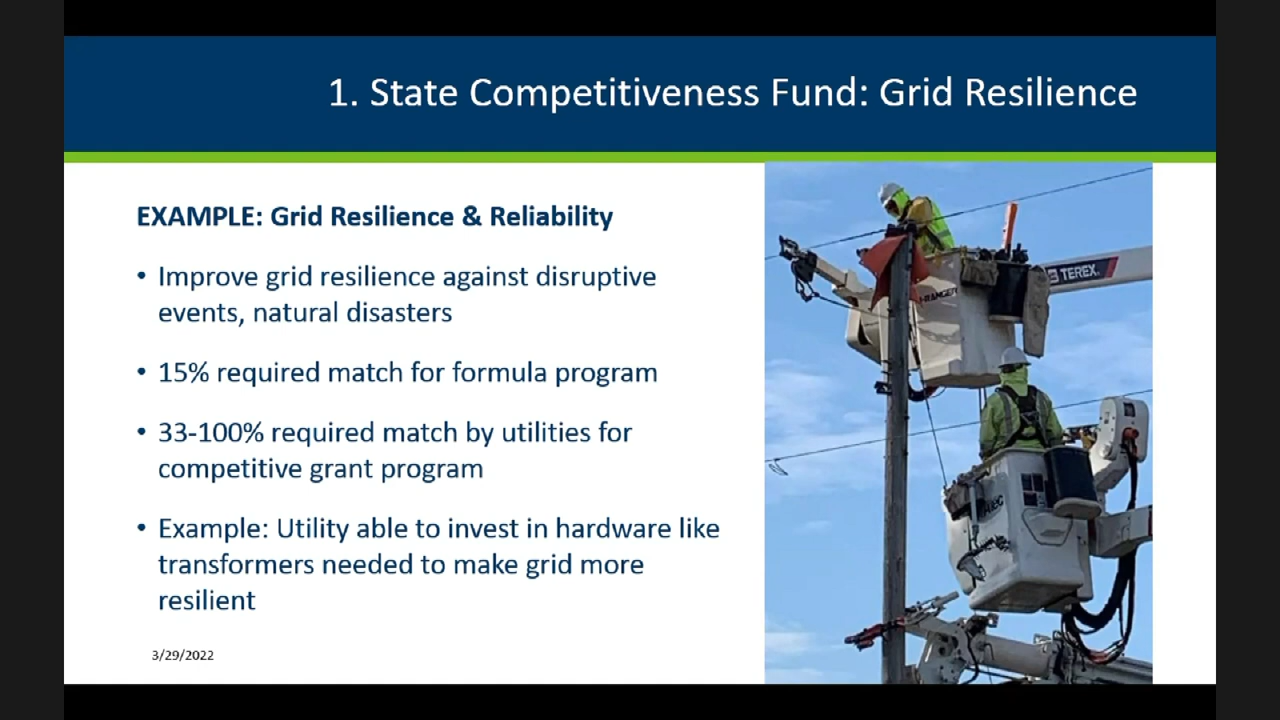 1. State Competitiveness Fund: Grid Resilience
EXAMPLE: Grid Resilience & Reliability
• Improve grid resilience against disruptive
events, natural disasters
• 15% required match for formula program
• 33-100% required match by utilities for
competitive grant program
• Example: Utility able to invest in hardware like
transformers needed to make grid more
resilient
3/29/2022
TEREX
RANGER